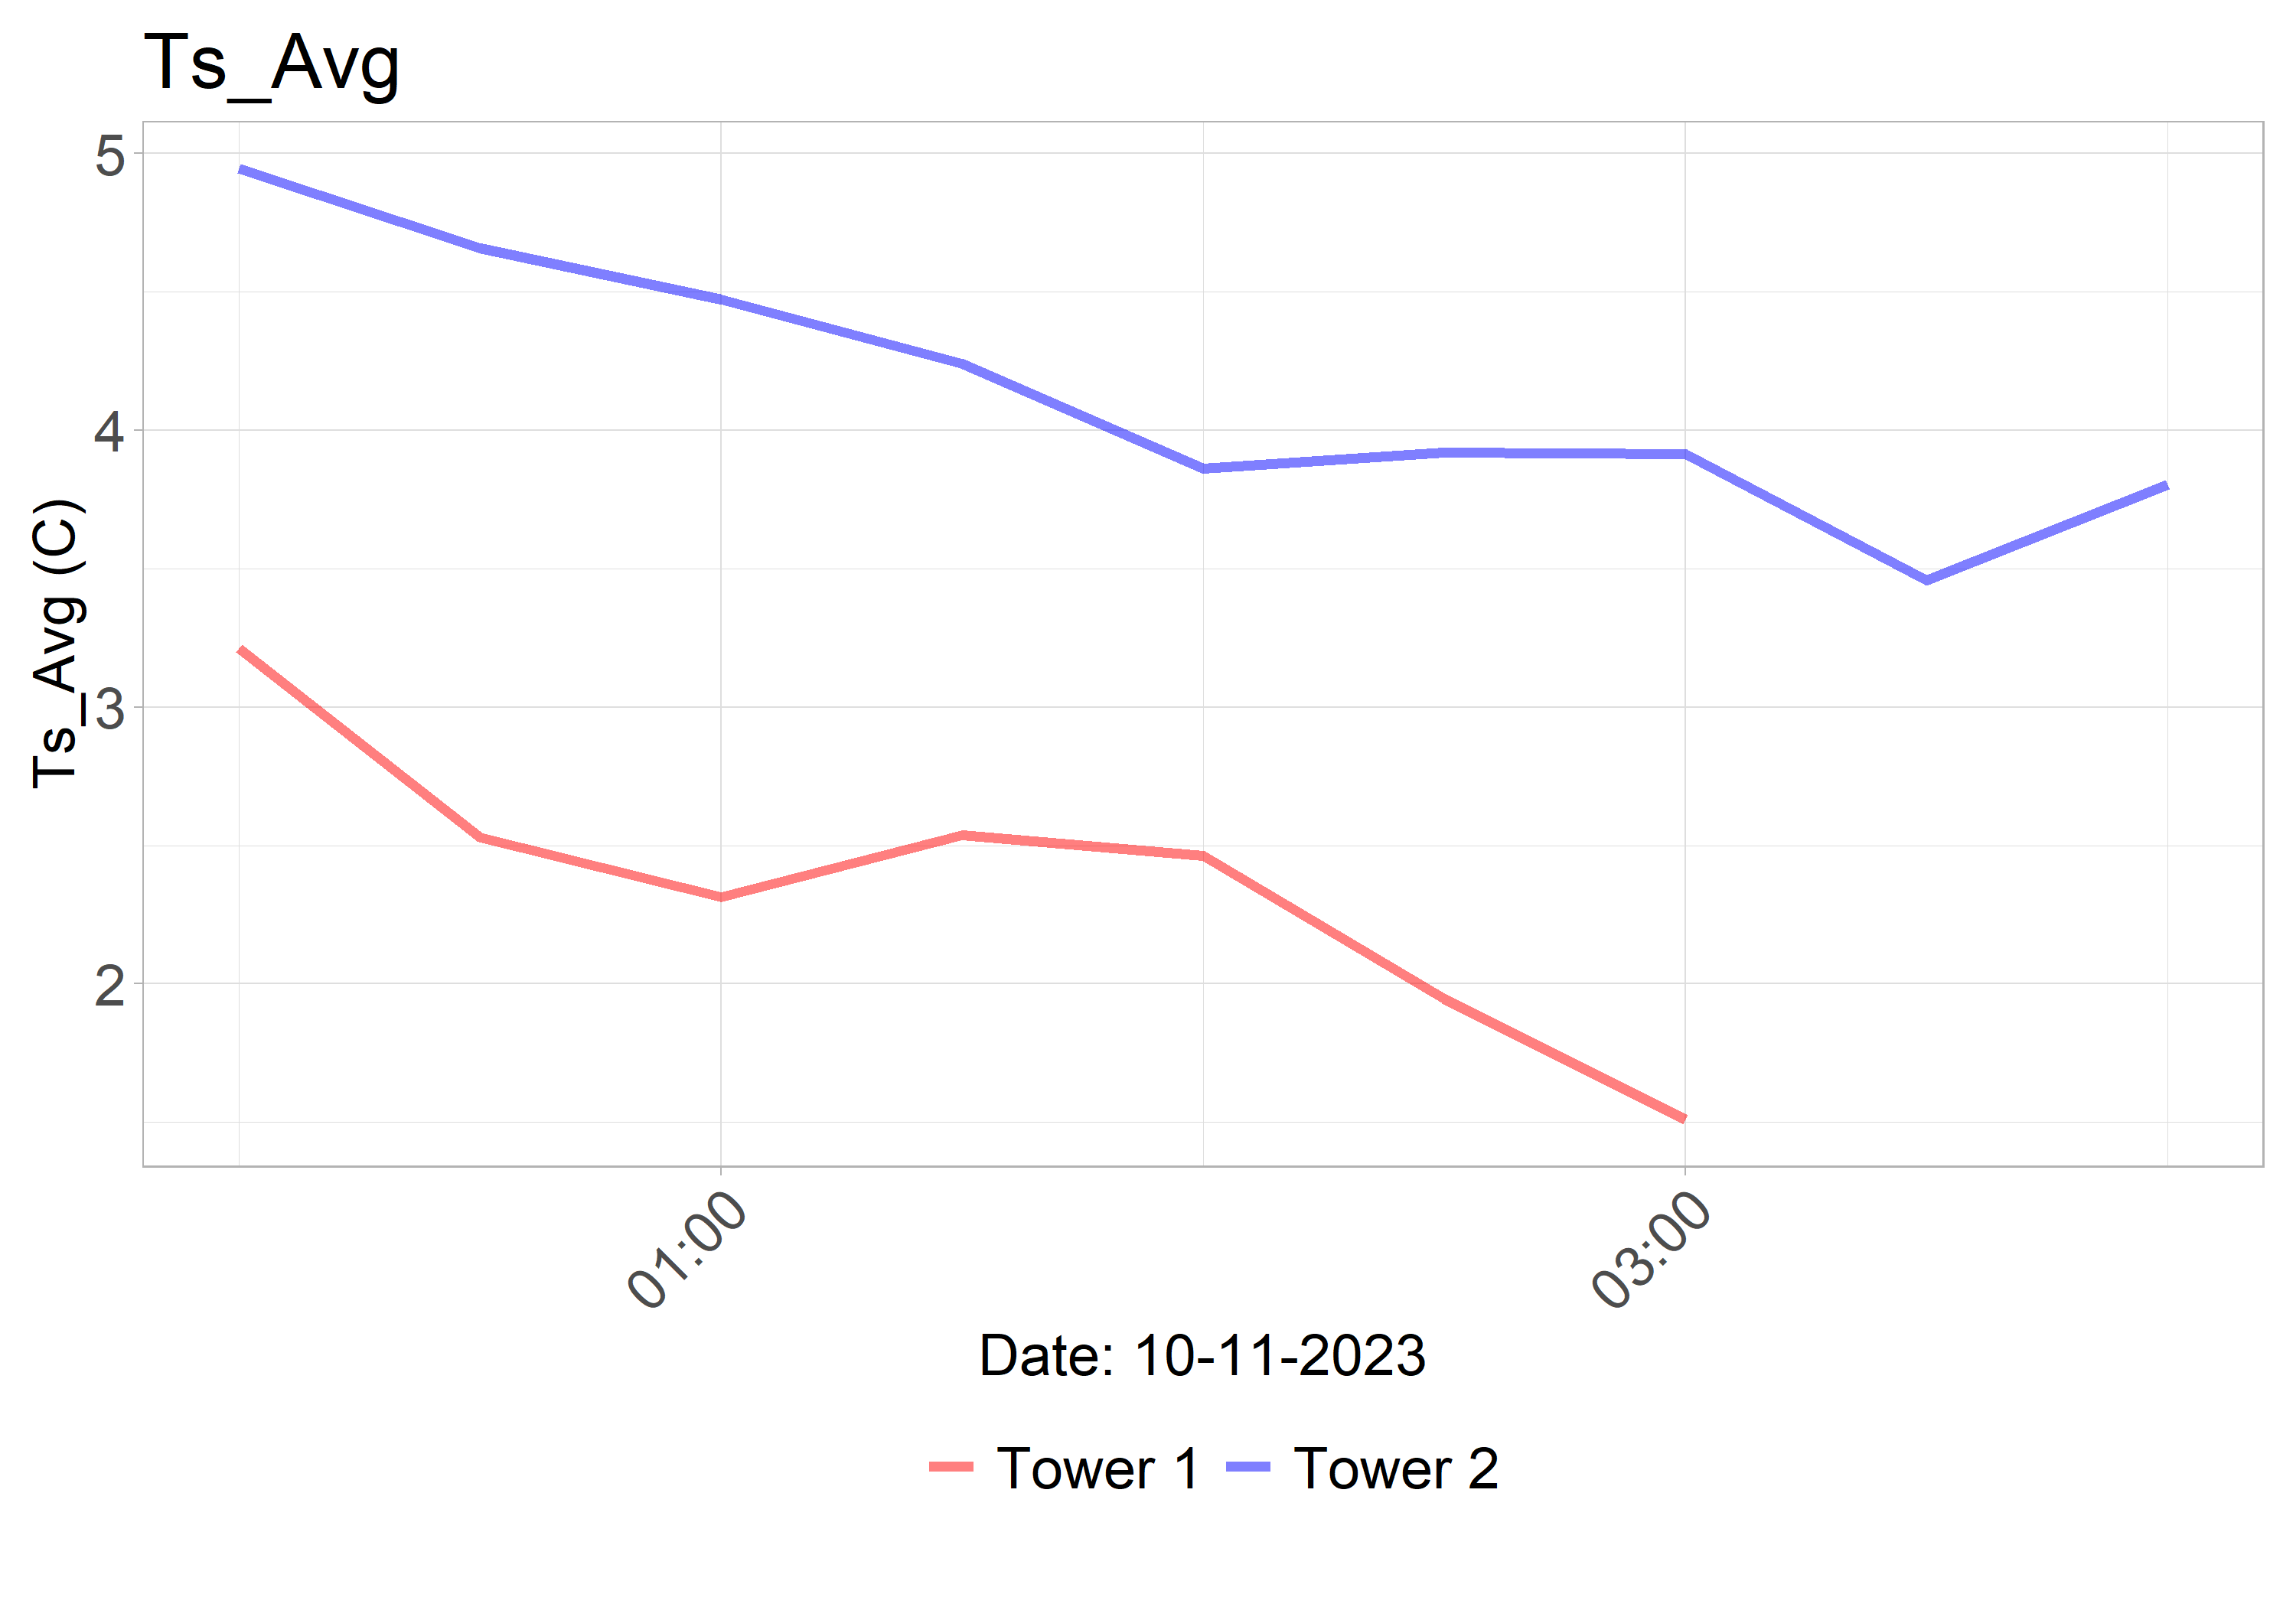 Ts_Avg
Ts_Avg (C)
5
4
3
2
01:00
03:00
Date: 10-11-2023
Tower 1
Tower 2